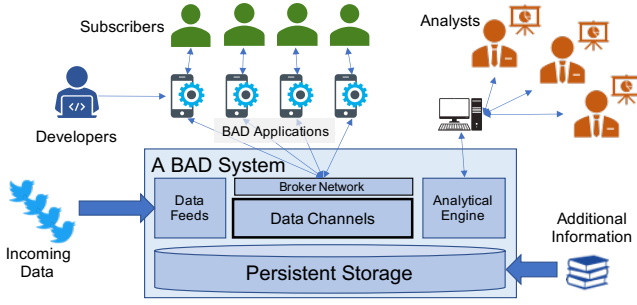 Subscribers
Analysts
Developers
BAD Applications
A BAD System
Broker Network
Data
Feeds
Data Channels
Analytical
Engine
Incoming
Data
Additional
Information
Persistent Storage